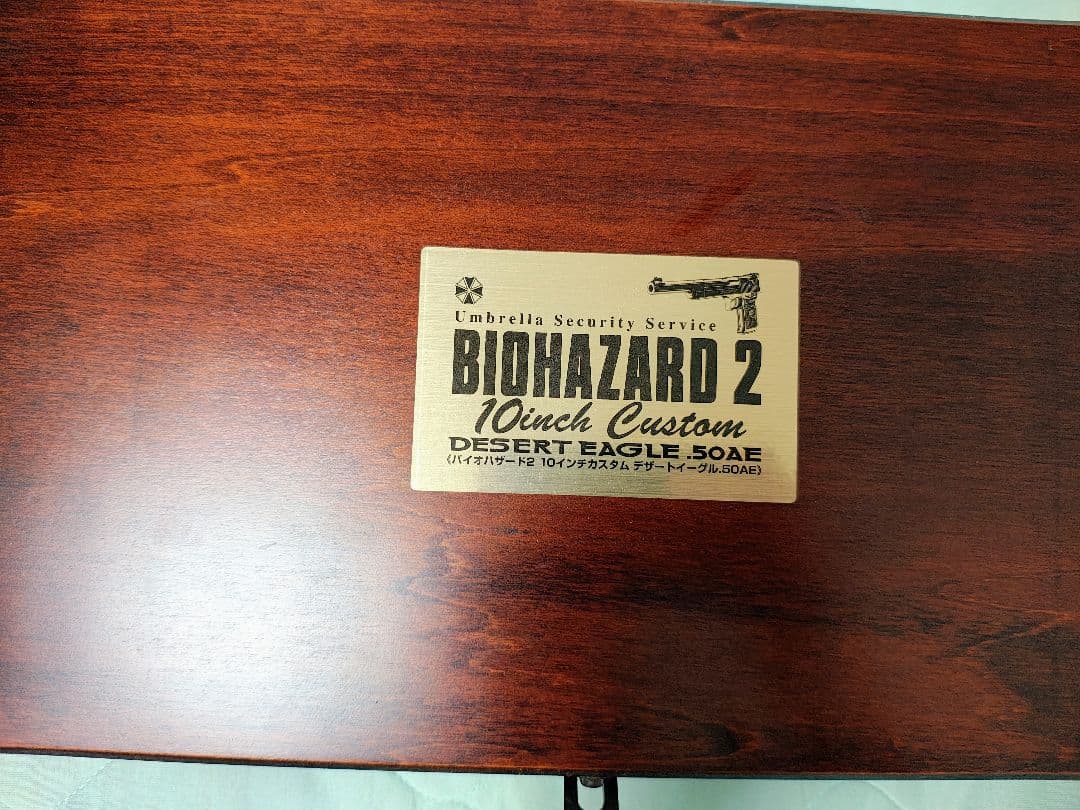 Umbrella Security Service
BIOHAZARD 2
10inch Custom
DESERT EAGLE .50AE
《バイオハザード2 10インチカスタム デザートイーグル.50AE》